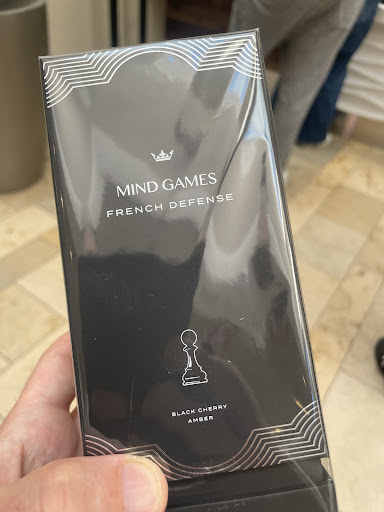 MIND GAMES
FRENCH DEFENSE
BLACK CHERRY
AMBER